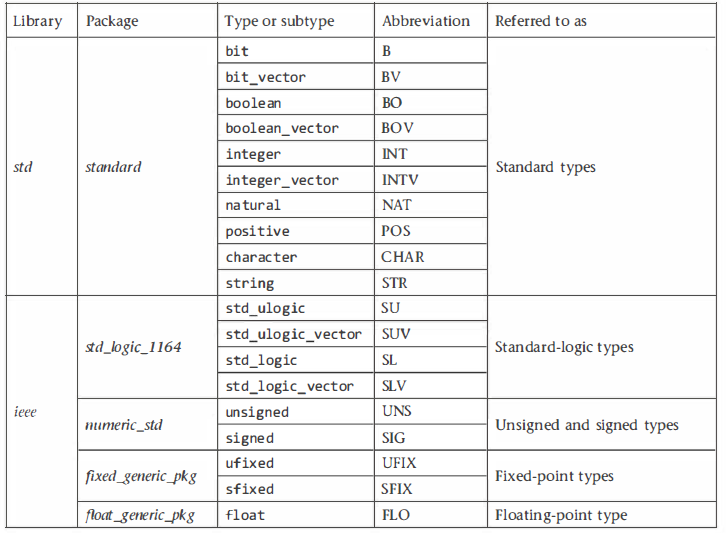 Library Package Type or subtype Abbreviation Referred to as
bit B
bit_vector BV
boolean BO
boolean_vector BOV
integer INT
std standard Standard types
integer_vector INTV
natural NAT
positive POS
character CHAR
string STR
std_ulogic SU
std_ulogic_vector SUV
std_logic_1164 Standard-logic types
std_logic SL
std_logic_vector SLV
ieee
unsigned UNS
numeric_std Unsigned and signed types
signed SIG
ufixed UFIX
fixed_generic_pkg Fixed-point types
sfixed SFIX
float_generic_pkg float FLO Floating-point type